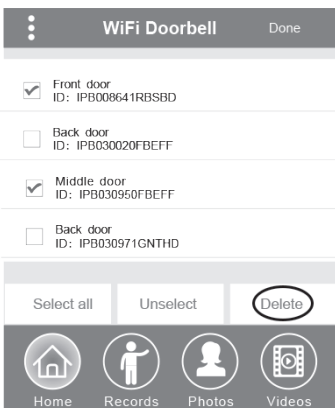 WiFi Doorbell Done
Front door
ID: IPB008641RBSBD
Back door
ID: IPB030020FBEFF
Middle door
ID: IPB030950FBEFF
Back door
ID: IPB030971GNTHD
Select all Unselect Delete
Home Records Photos Videos